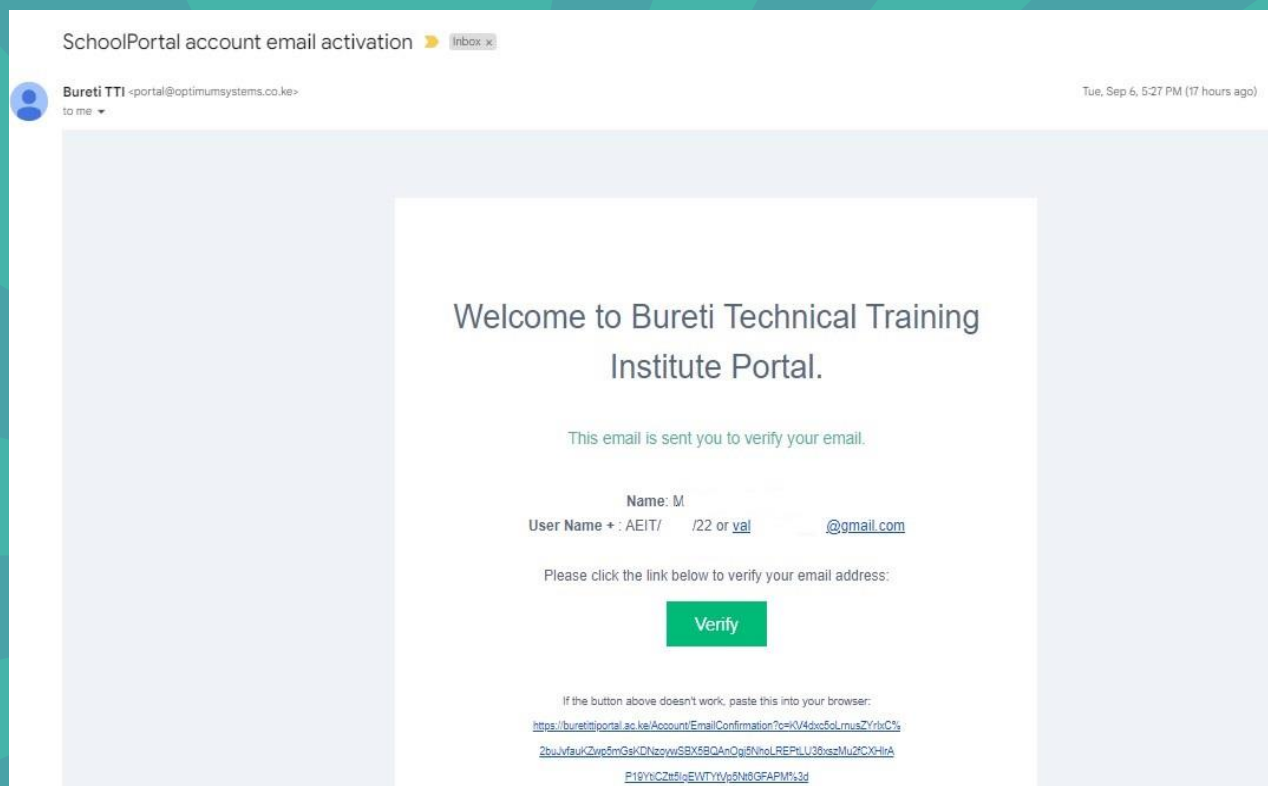 SchoolPortal account email activation Inbox x
Bureti TTI <portal@optimumsystems.co.ke> Tue, Sep 6, 5:27 PM (17 hours ago)
to me
Welcome to Bureti Technical Training
Institute Portal.
This email is sent you to verify your email.
Name: M
User Name + : AEIT/ /22 or val @gmail.com
Please click the link below to verify your email address:
Verify
If the button above doesn't work, paste this into your browser:
https://buretittiportal.ac.ke/Account/EmailConfirmation?c=KV4dxc5oLrnusZYrlxC%
2buJvfauKZwp5mGsKDNzoywSBX5BQAnOgj5NhoLREPtLU36xszMu2fCXHIrA
P19YtiCZtt5IqEWTYtVp5Nt6GFAPM%3d